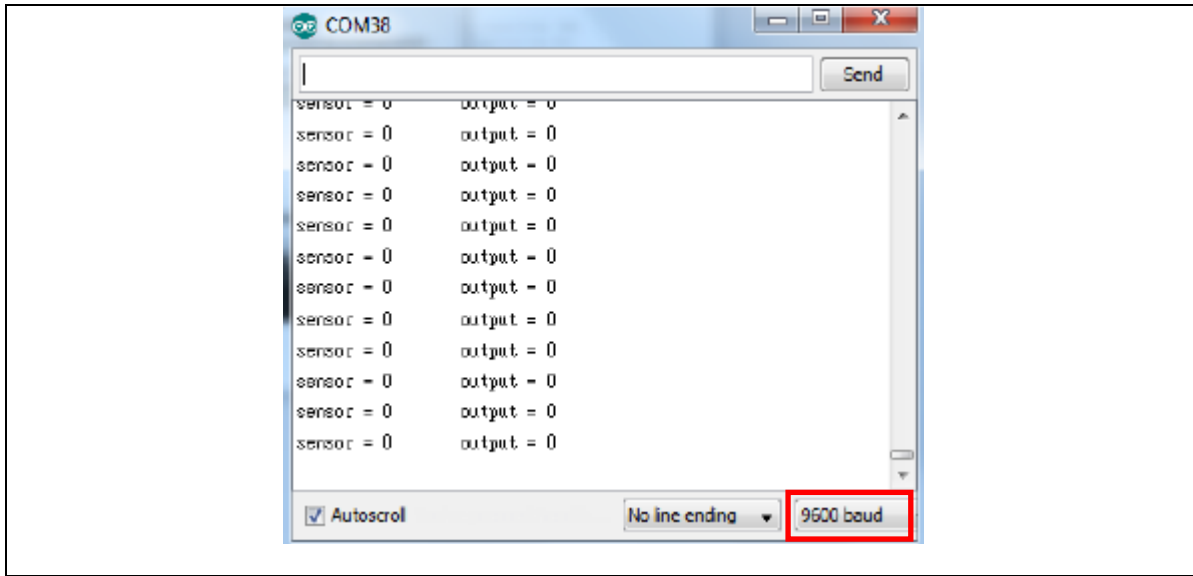 COM38
Send
sensor = 0 output = 0
sensor = 0 output = 0
sensor = 0 output = 0
sensor = 0 output = 0
sensor = 0 output = 0
sensor = 0 output = 0
sensor = 0 output = 0
sensor = 0 output = 0
sensor = 0 output = 0
sensor = 0 output = 0
sensor = 0 output = 0
sensor = 0 output = 0
Autoscroll
No line ending
9600 baud